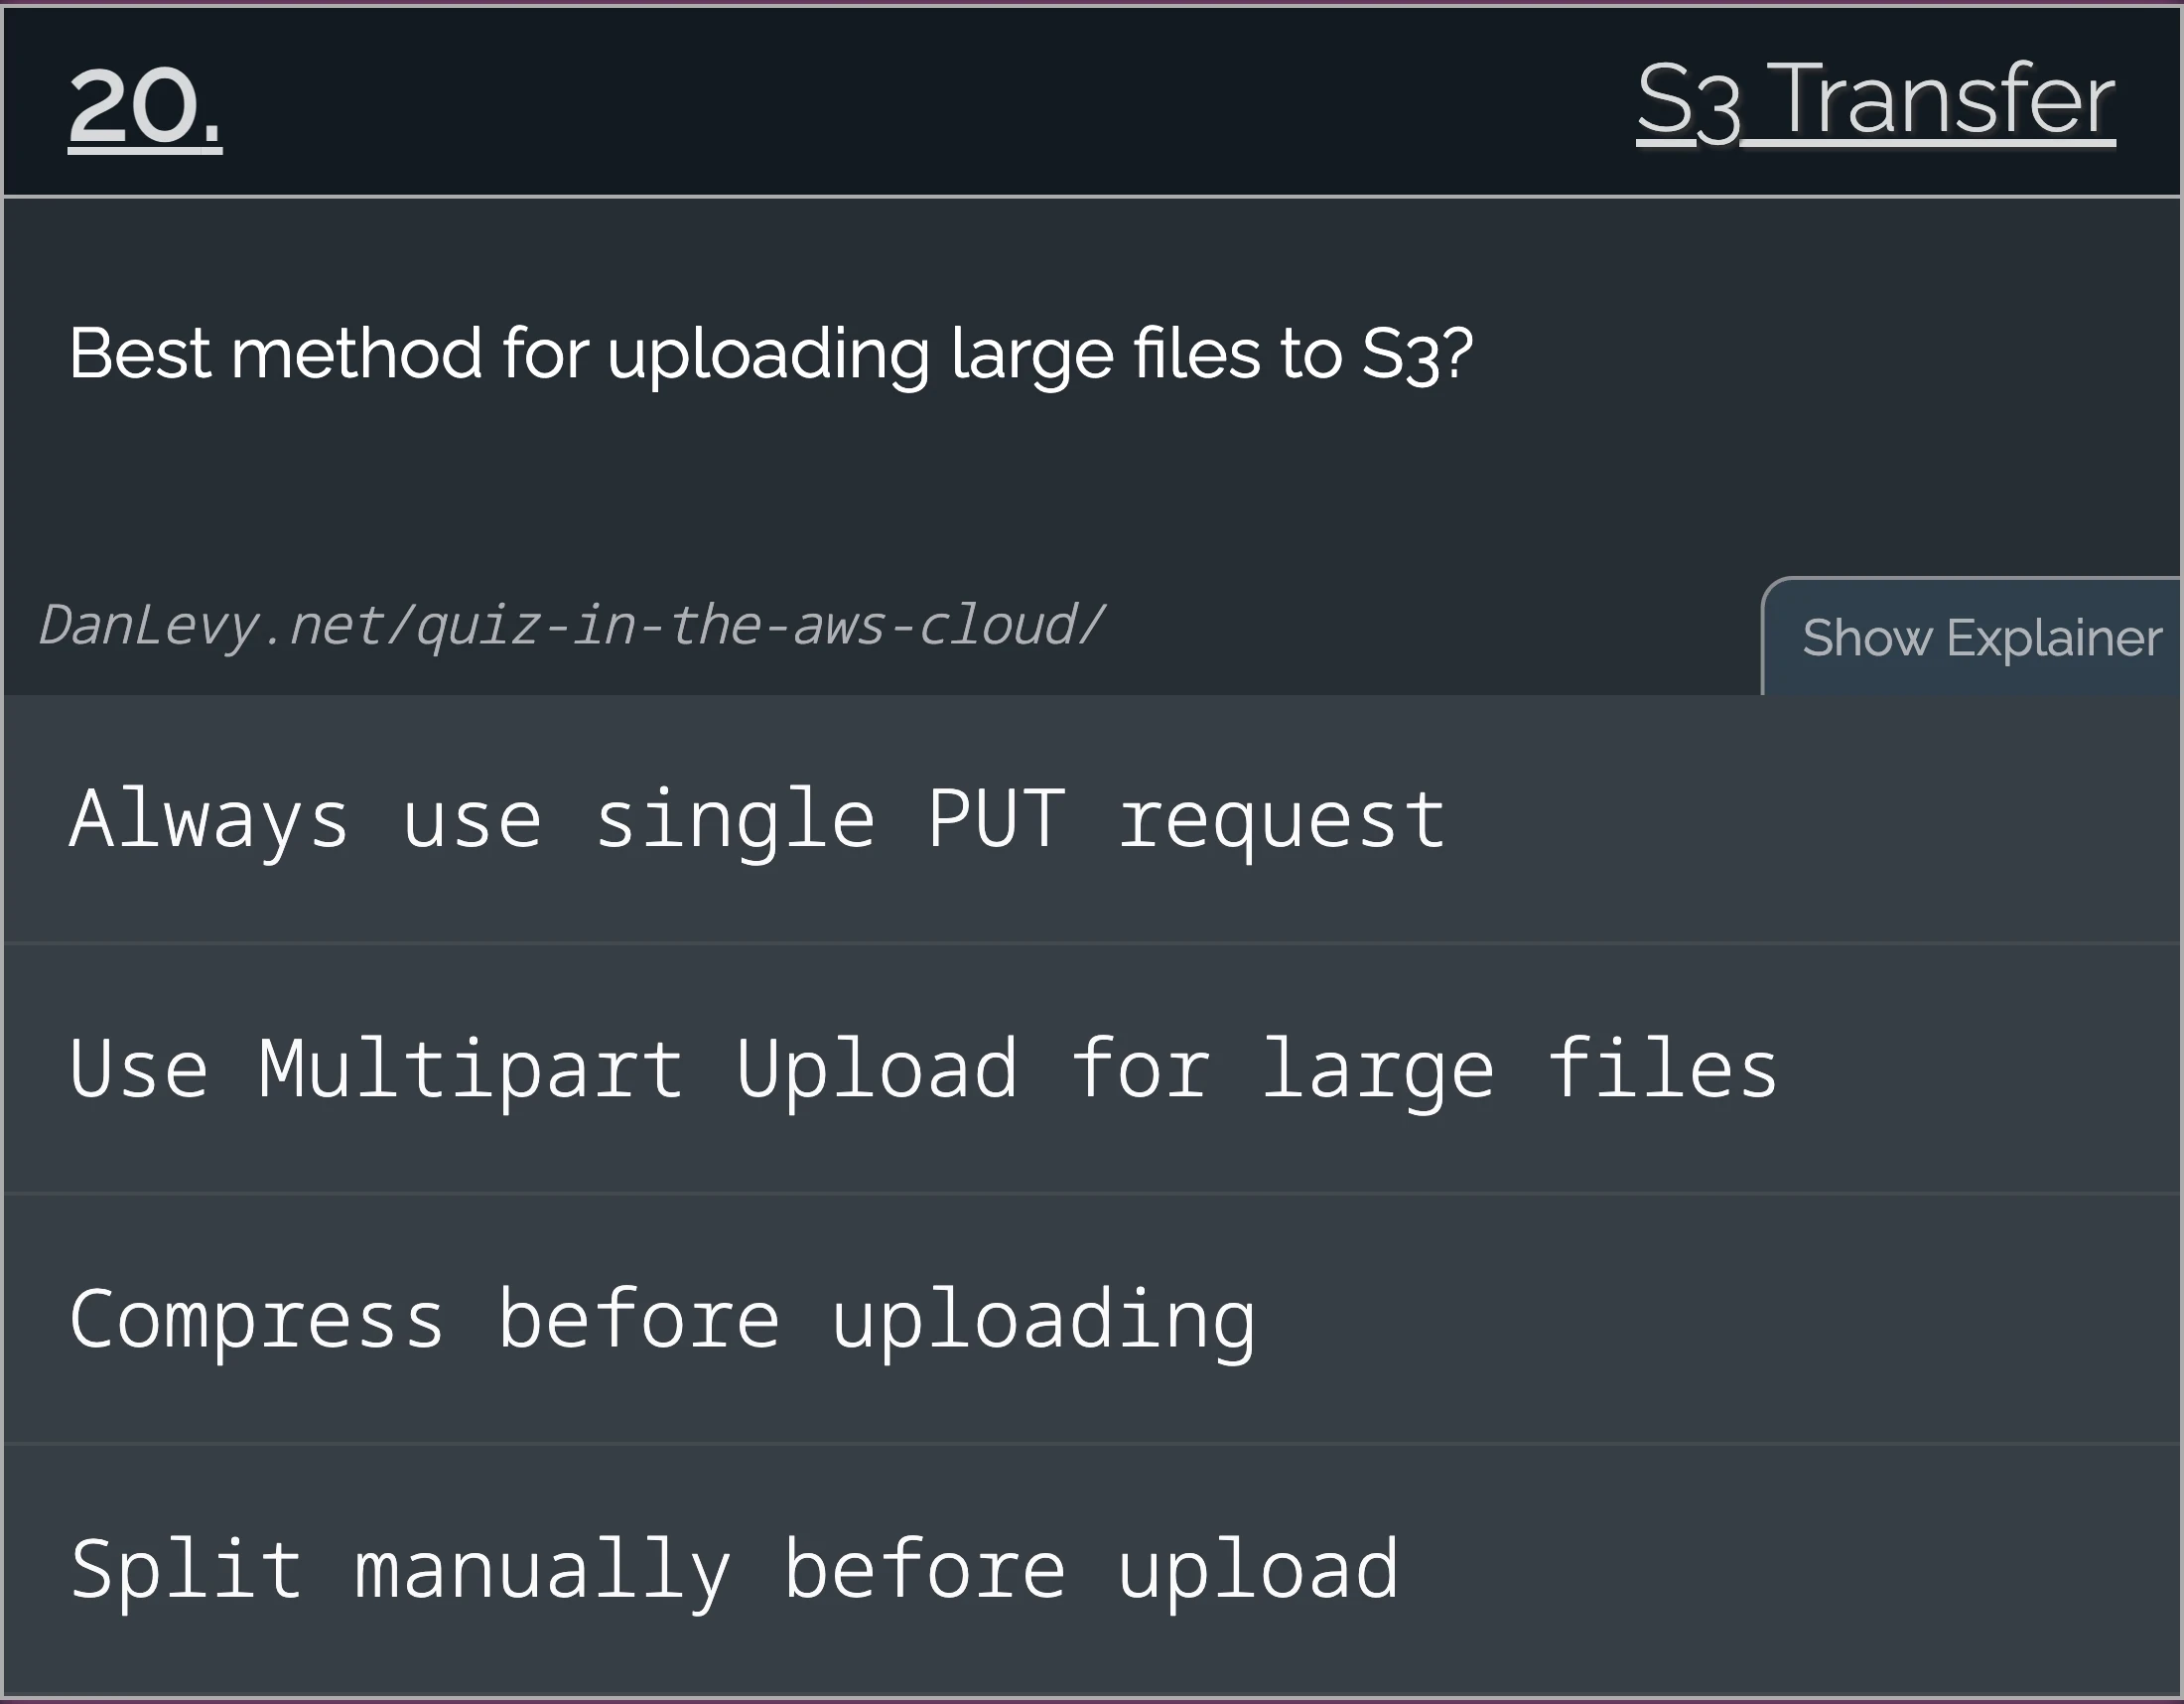 20.
S3 Transfer
Best method for uploading large files to S3?
DanLevy.net/quiz-in-the-aws-cloud/
Show Explainer
Always use single PUT request
Use Multipart Upload for large files
Compress before uploading
Split manually before upload